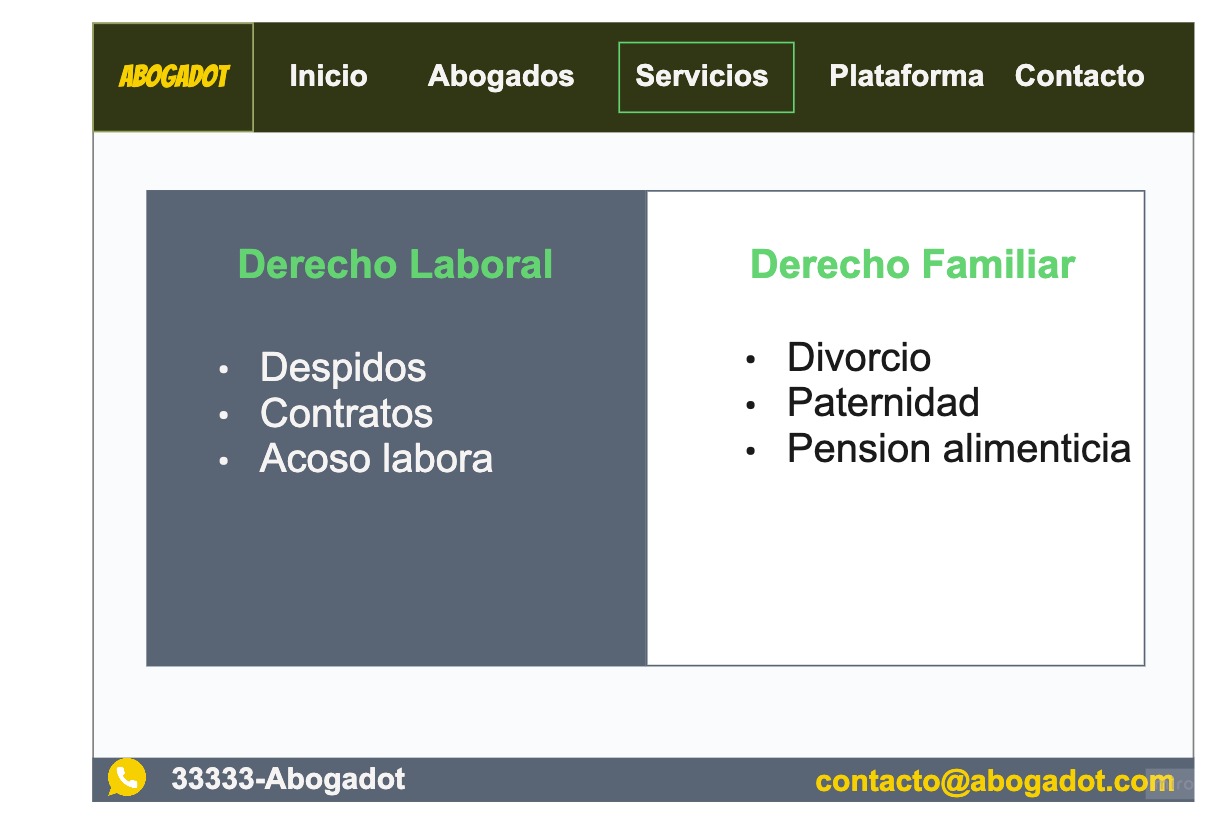 ABOGADOT
Inicio
Abogados
Servicios
Plataforma
Contacto
Derecho Laboral
• Despidos
• Contratos
• Acoso labora
Derecho Familiar
• Divorcio
• Paternidad
• Pension alimenticia
33333-Abogadot
contacto@abogadot.com